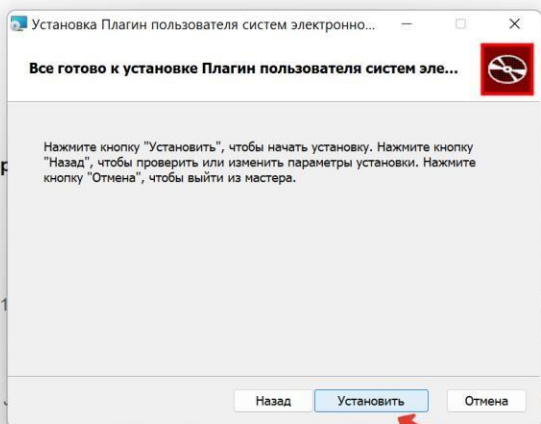 Установка Плагин пользователя систем электронно...
Все готово к установке Плагин пользователя систем эле...
Нажмите кнопку "Установить", чтобы начать установку. Нажмите кнопку
"Назад", чтобы проверить или изменить параметры установки. Нажмите
кнопку "Отмена", чтобы выйти из мастера.
1
Назад Установить Отмена